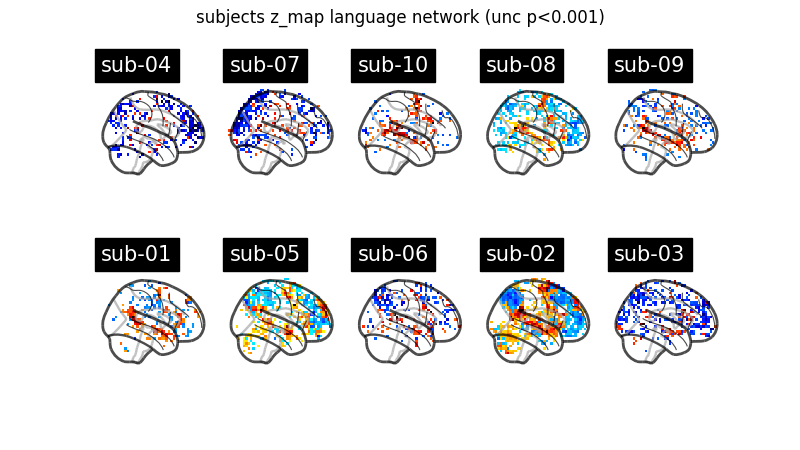 subjects z_map language network (unc p<0.001)
sub-04
sub-07
sub-10
sub-08
sub-09
sub-01
sub-05
sub-06
sub-02
sub-03